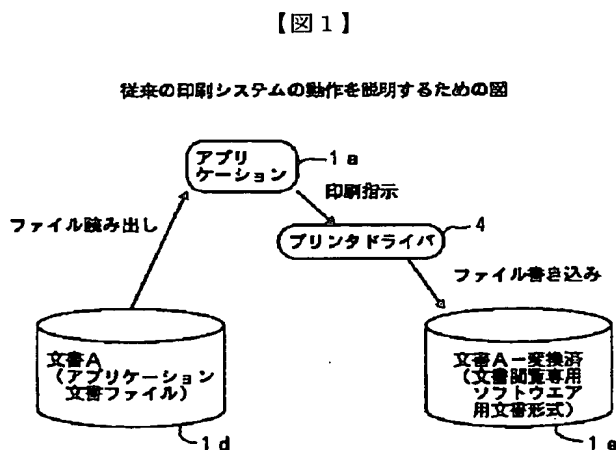 【図1】
従来の印刷システムの動作を説明するための図
アプリ
ケーション
1a
印刷指示
ファイル読み出し
プリンタドライバ
4
ファイル書き込み
文書A
（アプリケーション
文書ファイル）
1d
文書A－変換済
（文書閲覧専用
ソフトウエア
用文書形式）
1e